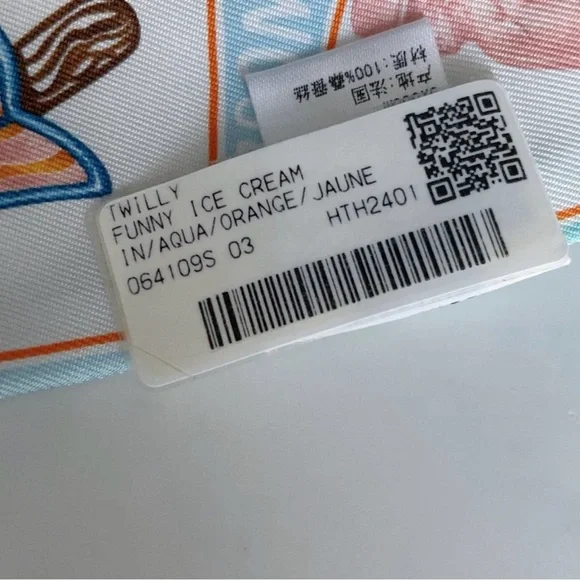 TWILLY
FUNNY ICE CREAM
IN/AQUA/ORANGE/JAUNE
064109S 03
HTH2401
产地:法国
材质:100%桑蚕丝